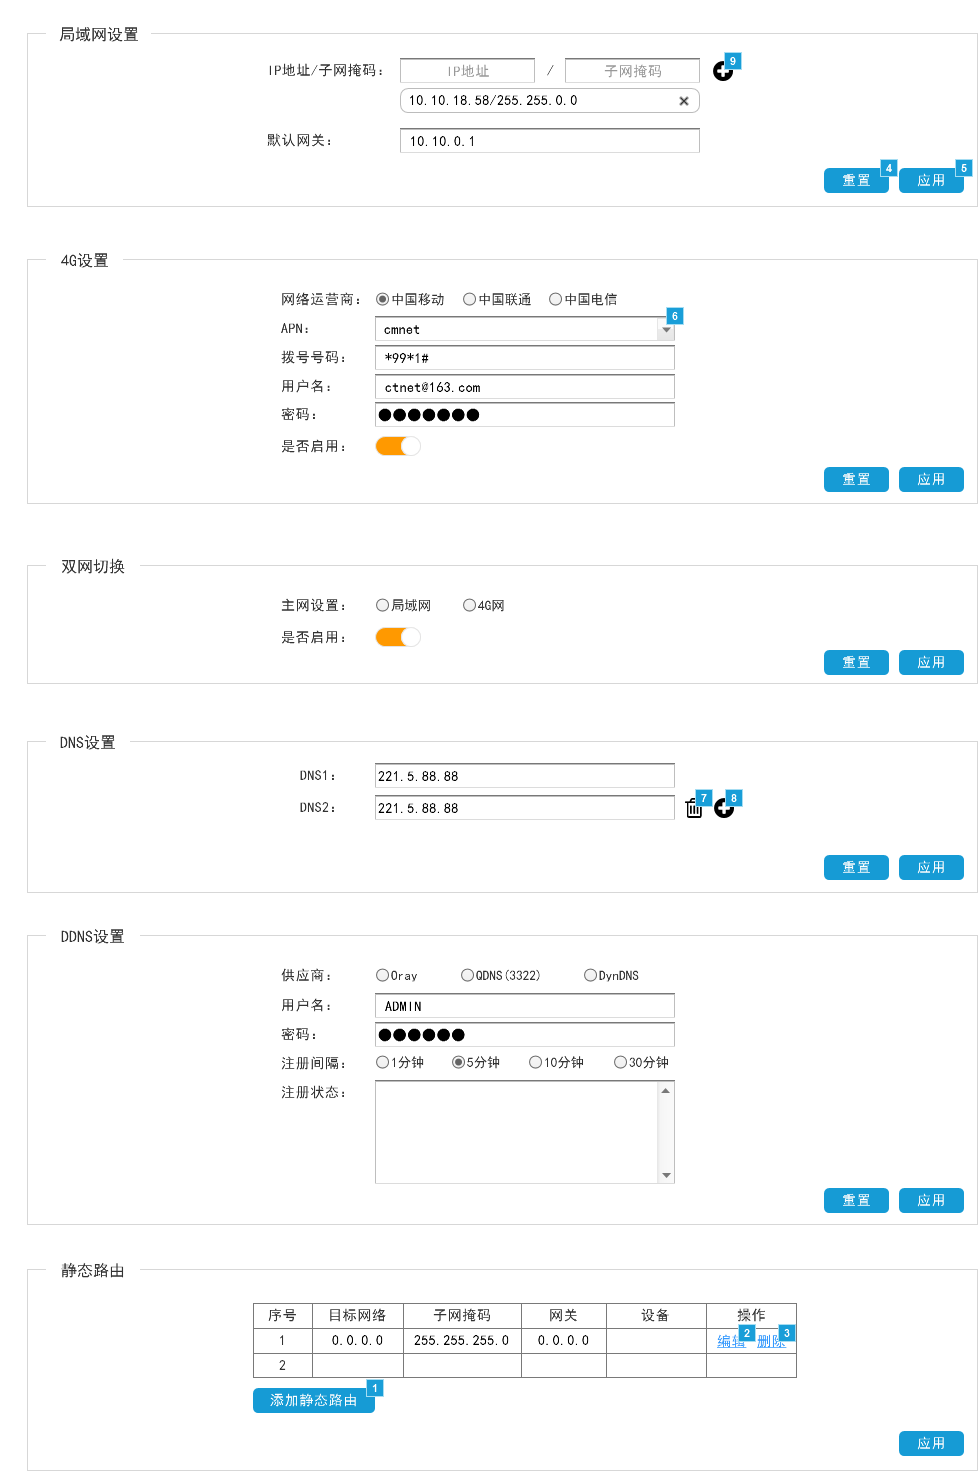 局域网设置
IP地址/子网掩码： IP地址 / 子网掩码 9
10.10.18.58/255.255.0.0
默认网关： 10.10.0.1
重置 4 应用 5
4G设置
网络运营商： 中国移动 中国联通 中国电信
APN： cmnet 6
拨号号码： *99*1#
用户名： ctnet@163.com
密码：
是否启用：
重置 应用
双网切换
主网设置： 局域网 4G网
是否启用：
重置 应用
DNS设置
DNS1： 221.5.88.88
DNS2： 221.5.88.88 7 8
重置 应用
DDNS设置
供应商： Oray QDNS(3322) DynDNS
用户名： ADMIN
密码：
注册间隔： 1分钟 5分钟 10分钟 30分钟
注册状态：
重置 应用
静态路由
序号 目标网络 子网掩码 网关 设备 操作
1 0.0.0.0 255.255.255.0 0.0.0.0 编辑 2 删除 3
2
添加静态路由 1
应用